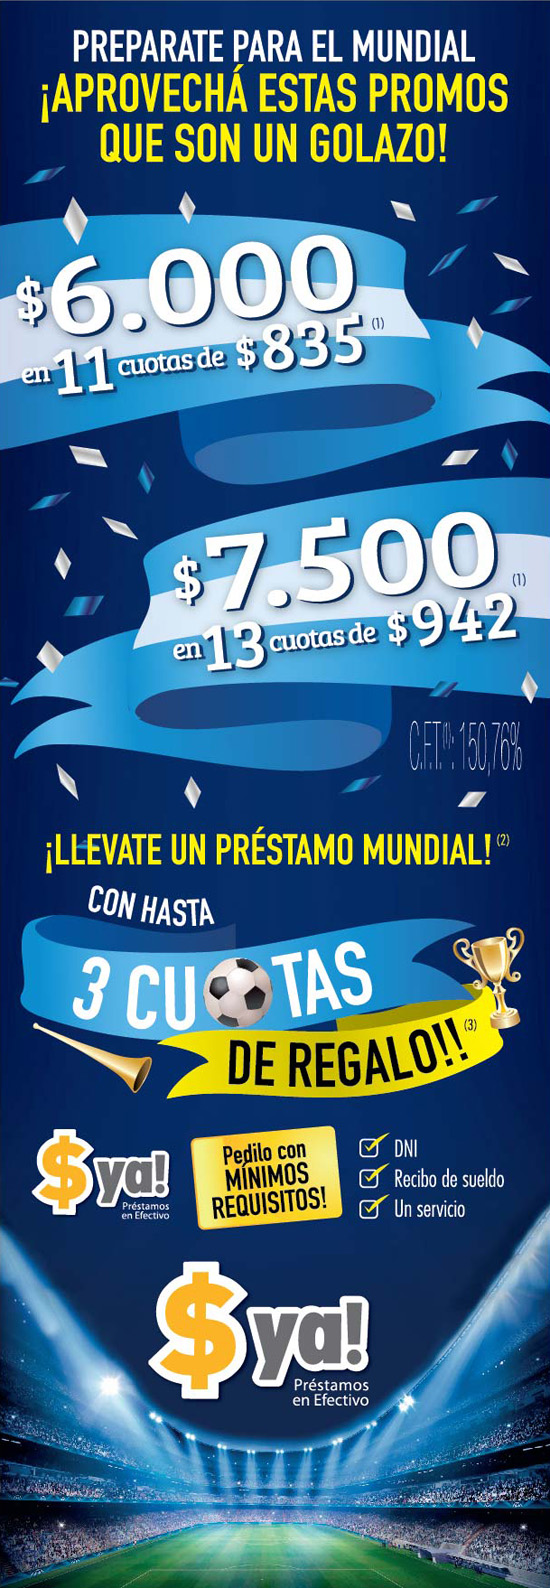 PREPARATE PARA EL MUNDIAL
¡APROVECHÁ ESTAS PROMOS
QUE SON UN GOLAZO!
$6.000
en 11 cuotas de $835 (1)
$7.500
en 13 cuotas de $942 (1)
C.F.T.(1): 150,76%
¡LLEVATE UN PRÉSTAMO MUNDIAL! (2)
CON HASTA
3 CUOTAS
DE REGALO!! (3)
$ya!
Préstamos
en Efectivo
Pedilo con
MÍNIMOS
REQUISITOS!
DNI
Recibo de sueldo
Un servicio
$ya!
Préstamos
en Efectivo